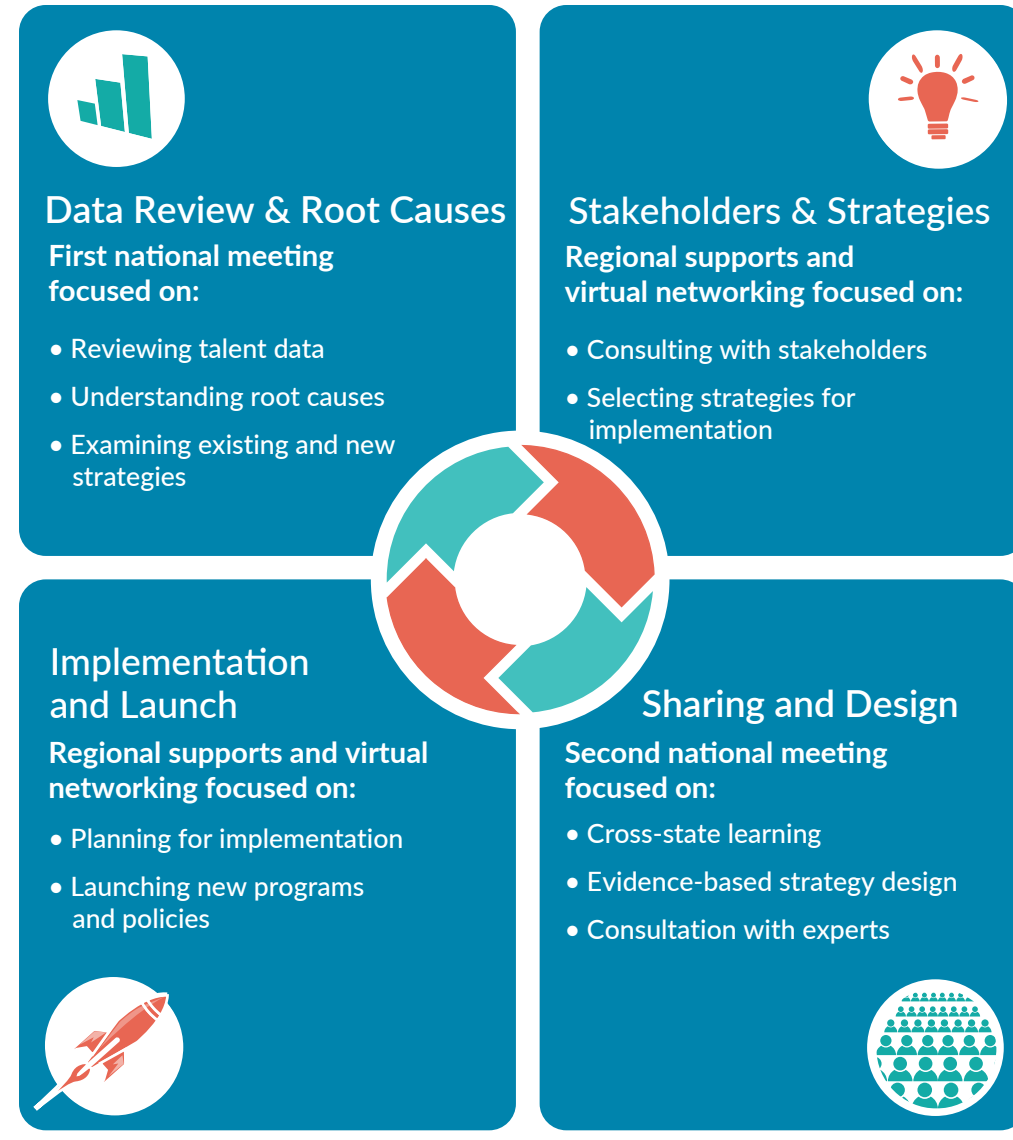 Data Review & Root Causes
First national meeting
focused on:
• Reviewing talent data
• Understanding root causes
• Examining existing and new
strategies
Stakeholders & Strategies
Regional supports and
virtual networking focused on:
• Consulting with stakeholders
• Selecting strategies for
implementation
Implementation
and Launch
Regional supports and virtual
networking focused on:
• Planning for implementation
• Launching new programs
and policies
Sharing and Design
Second national meeting
focused on:
• Cross-state learning
• Evidence-based strategy design
• Consultation with experts